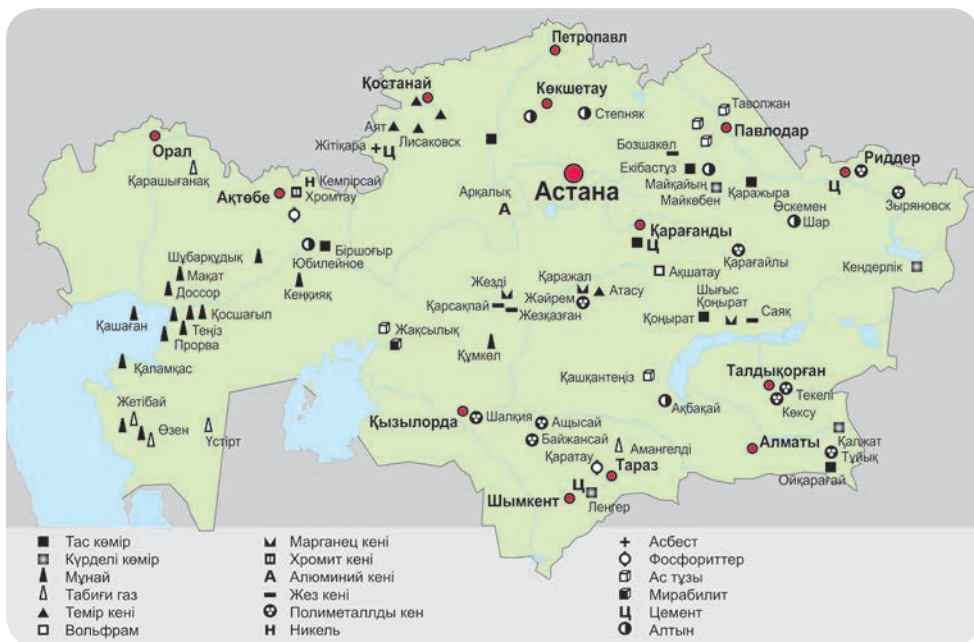 Петропавл
Қостанай
Көкшетау
Степняк
Таволжан
Павлодар
Аят
Лисаковск
Жітіқара
Ц
Бозшакөл
Екібастұз
Майқайың
Майкөбен
Қаражыра
Риддер
Ц
Зыряновск
Өскемен
Шар
Орал
Қарашығанақ
Ақтөбе
Н
Кемпірсай
Хромтау
Арқалық
А
Астана
Қарағанды
Ц
Қарағайлы
Кендерлік
Біршоғыр
Юбилейное
Шұбарқұдық
Мақат
Доссор
Кеңқияқ
Қашаған
Қосшағыл
Теңіз
Прорва
Қаламқас
Жетібай
Өзен
Үстірт
Ақшатау
Жезді
Қаражал
Қарсақпай
Жәйрем
Атасу
Жезқазған
Шығыс
Қоңырат
Қоңырат
Саяқ
Жақсылық
Құмкөл
Қашқантеңіз
Ақбақай
Талдықорған
Текелі
Көксу
Қызылорда
Шалқия
Ащысай
Байжансай
Қаратау
Амангелді
Тараз
Алматы
Қалжат
Тұйық
Ойқарағай
Шымкент
Ц
Леңгер
Тас көмір
Күрделі көмір
Мұнай
Табиғи газ
Темір кені
Вольфрам
Марганец кені
Хромит кені
А Алюминий кені
Жез кені
Полиметаллды кен
Н Никель
Асбест
Фосфориттер
Ас тұзы
Мирабилит
Ц Цемент
Алтын